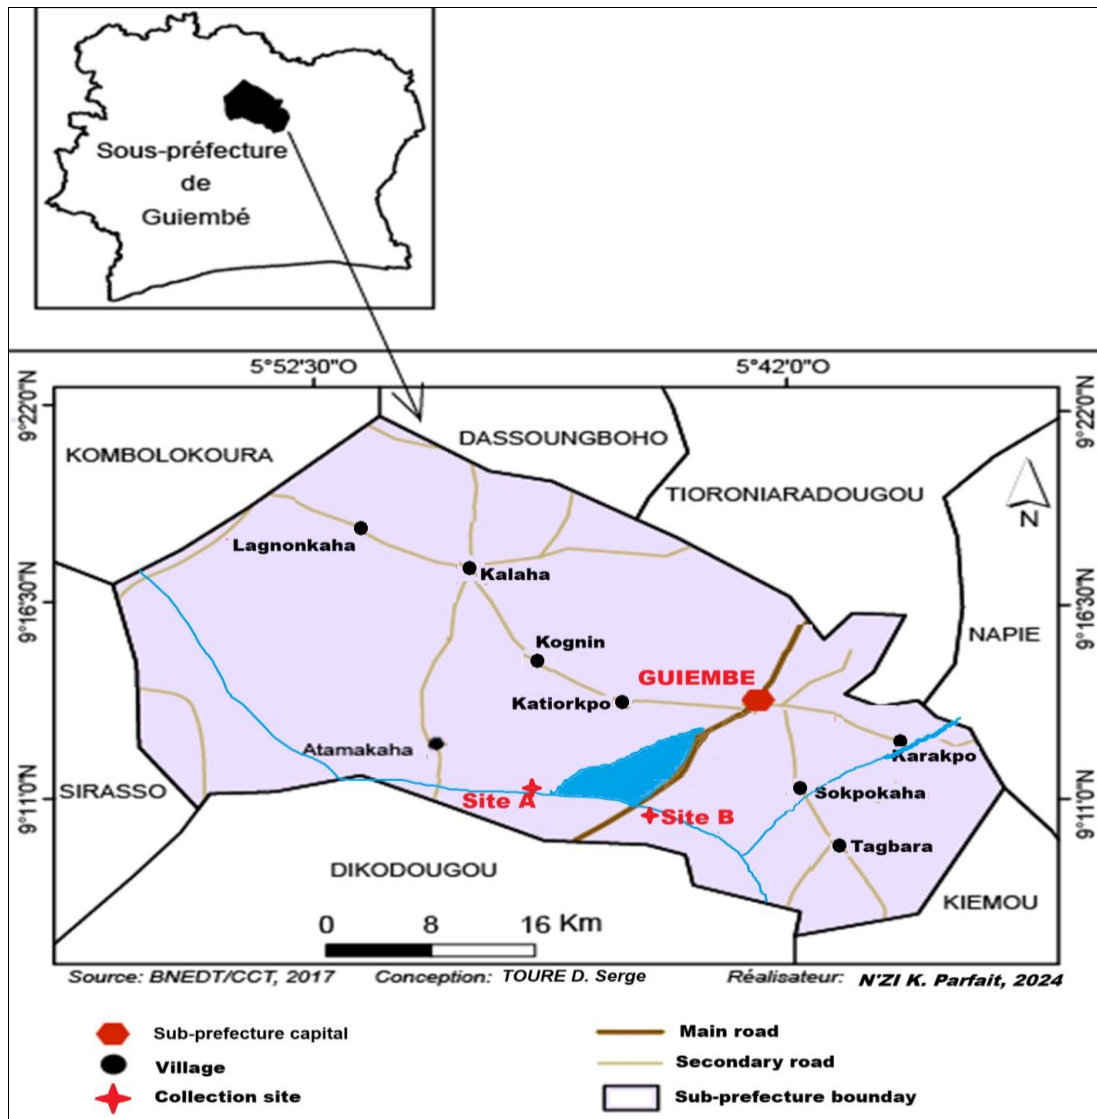 Sous-préfecture
de
Guiembé
5°52'30"O
5°42'0"O
9°22'0"N
9°22'0"N
KOMBOLOKOURA
DASSOUNGBOHO
TIORONIARADOUGOU
N
Lagnonkaha
Kalaha
9°16'30"N
9°16'30"N
NAPIE
Kognin
GUIEMBE
Katiorkpo
Atamakaha
Karakpo
SIRASSO
Site A
Sokpokaha
9°11'0"N
9°11'0"N
Site B
Tagbara
DIKODOUGOU
KIEMOU
0 8 16 Km
Source: BNEDT/CCT, 2017 Conception: TOURE D. Serge Réalisateur: N'ZI K. Parfait, 2024
Sub-prefecture capital
Village
Collection site
Main road
Secondary road
Sub-prefecture boundary